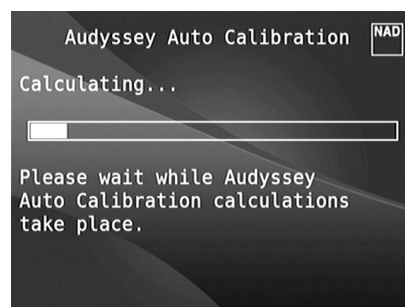 Audyssey Auto Calibration
NAD
Calculating...
Please wait while Audyssey
Auto Calibration calculations
take place.